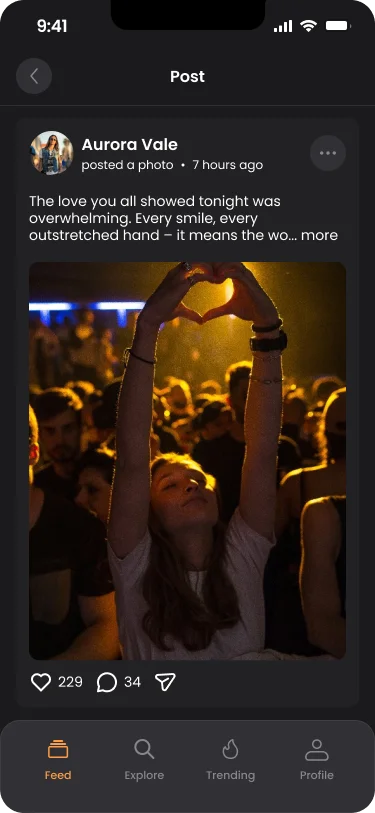 9:41
Post
Aurora Vale
posted a photo • 7 hours ago
The love you all showed tonight was
overwhelming. Every smile, every
outstretched hand – it means the wo... more
229 34
Feed Explore Trending Profile